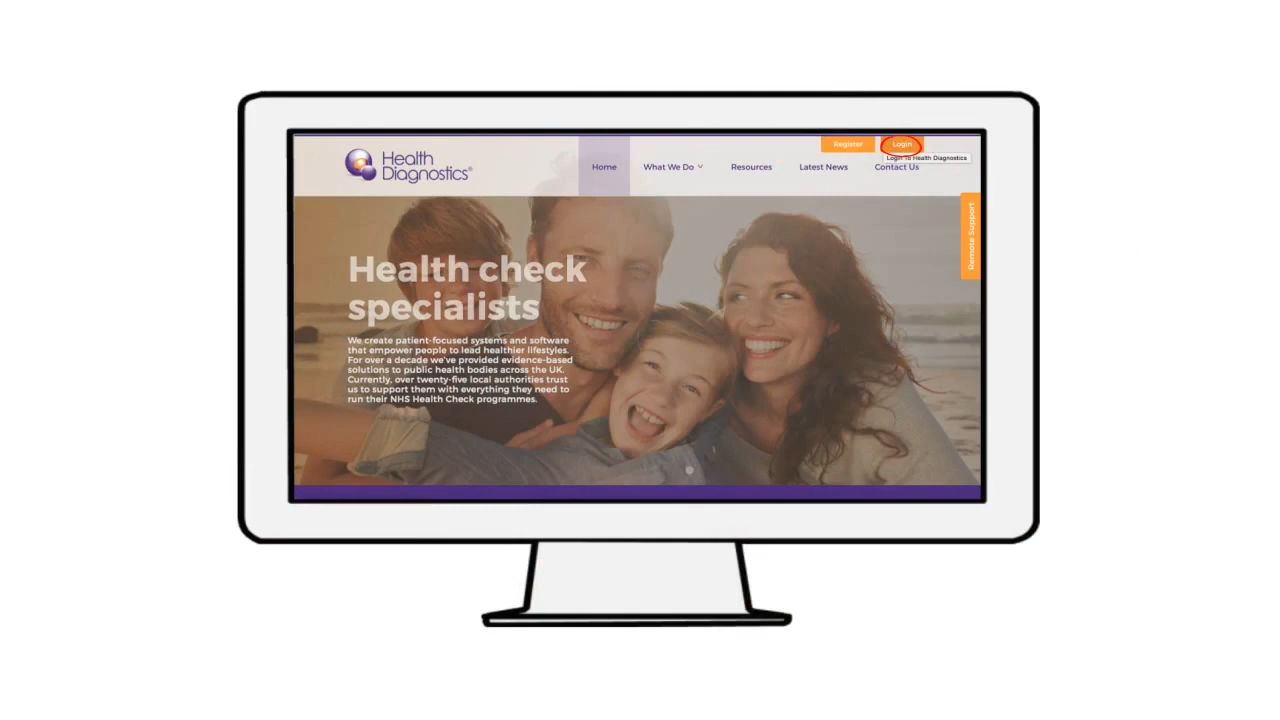 Register
Login
Login To Health Diagnostics
Health
Diagnostics®
Home
What We Do
Resources
Latest News
Contact Us
Remote Support
Health check
specialists
We create patient-focused systems and software
that empower people to lead healthier lifestyles.
For over a decade we've provided evidence-based
solutions to public health bodies across the UK.
Currently, over twenty-five local authorities trust
us to support them with everything they need to
run their NHS Health Check programmes.